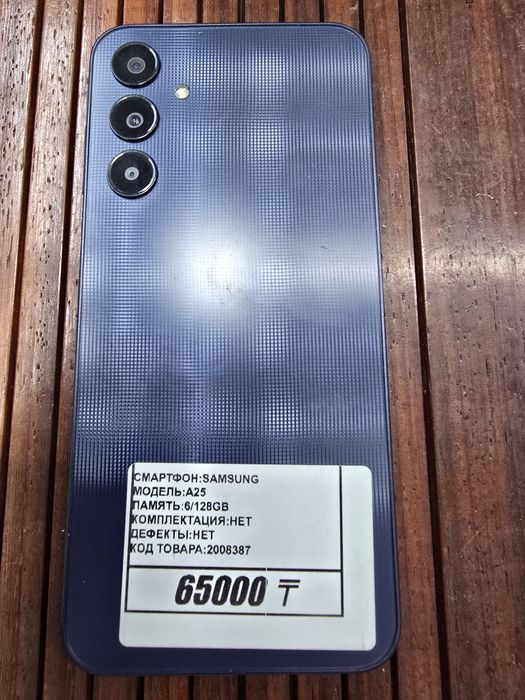 СМАРТФОН:SAMSUNG
МОДЕЛЬ:A25
ПАМЯТЬ:6/128GB
КОМПЛЕКТАЦИЯ:НЕТ
ДЕФЕКТЫ:НЕТ
КОД ТОВАРА:2008387
65000 ₸